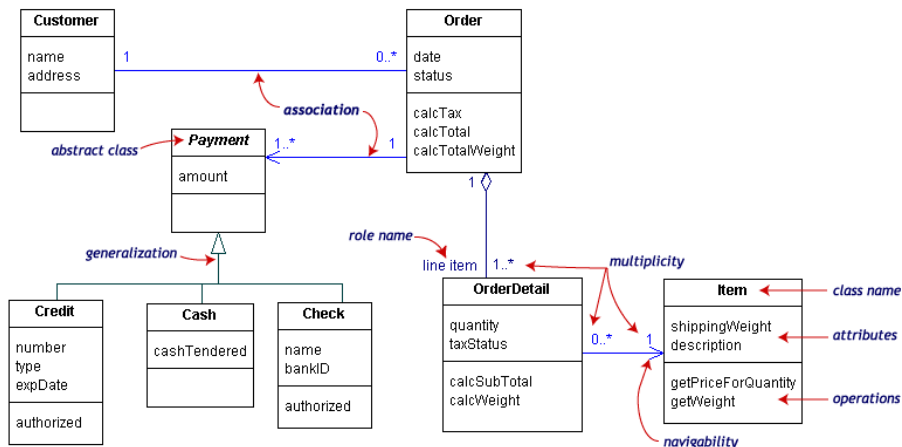 Customer
name
address
1
0..*
association
Order
date
status
calcTax
calcTotal
calcTotalWeight
abstract class
Payment
amount
1..*
1
1
generalization
role name
line item
1..*
multiplicity
Credit
number
type
expDate
authorized
Cash
cashTendered
Check
name
bankID
authorized
OrderDetail
quantity
taxStatus
calcSubTotal
calcWeight
0..*
1
Item
shippingWeight
description
getPriceForQuantity
getWeight
class name
attributes
operations
navigability